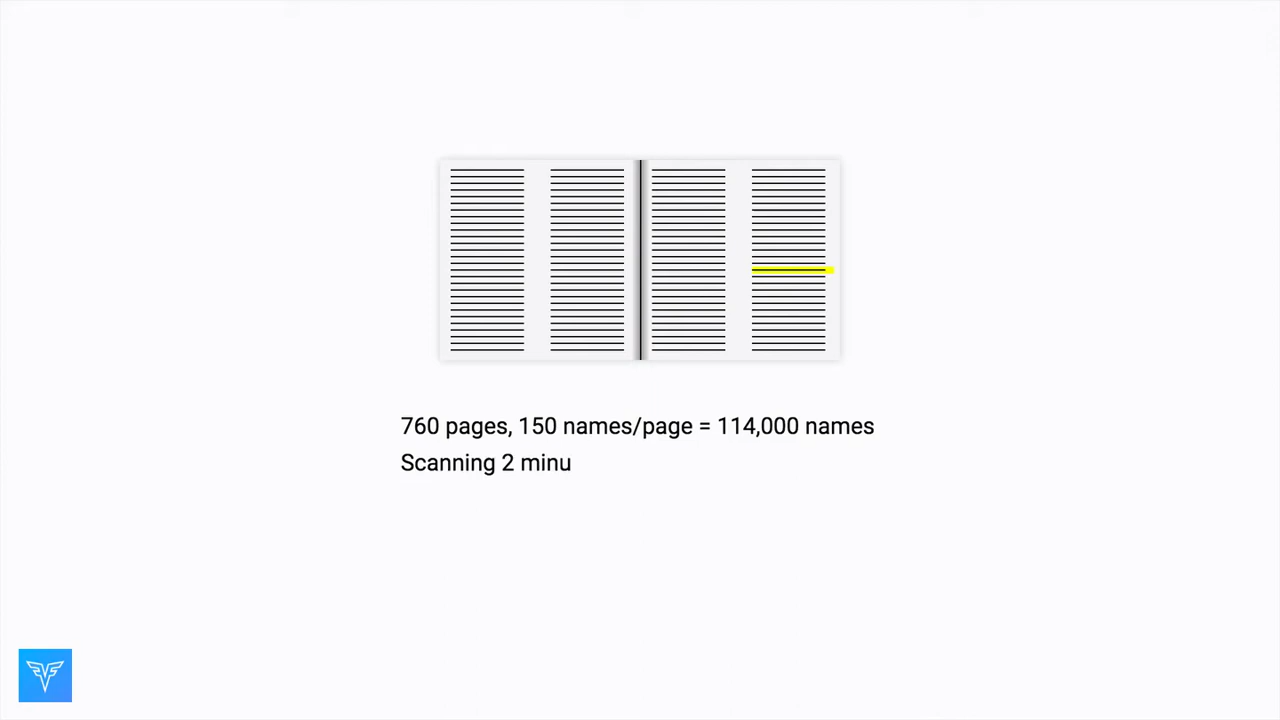 760 pages, 150 names/page = 114,000 names
Scanning 2 minu